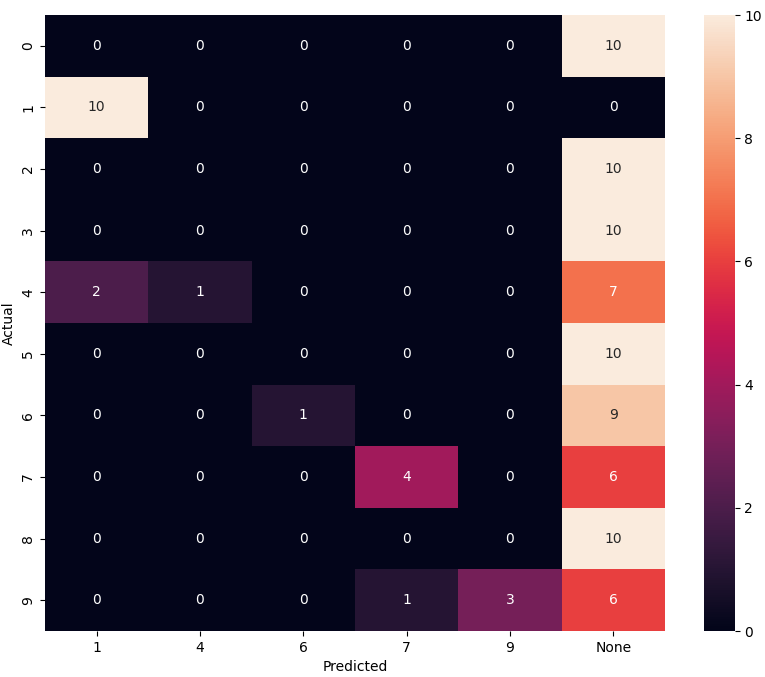 0 0 0 0 0 0 10
1 10 0 0 0 0 0
2 0 0 0 0 0 10
3 0 0 0 0 0 10
4 2 1 0 0 0 7
5 0 0 0 0 0 10
6 0 0 1 0 0 9
7 0 0 0 4 0 6
8 0 0 0 0 0 10
9 0 0 0 1 3 6
1 4 6 7 9 None
Predicted
Actual
10
8
6
4
2
0